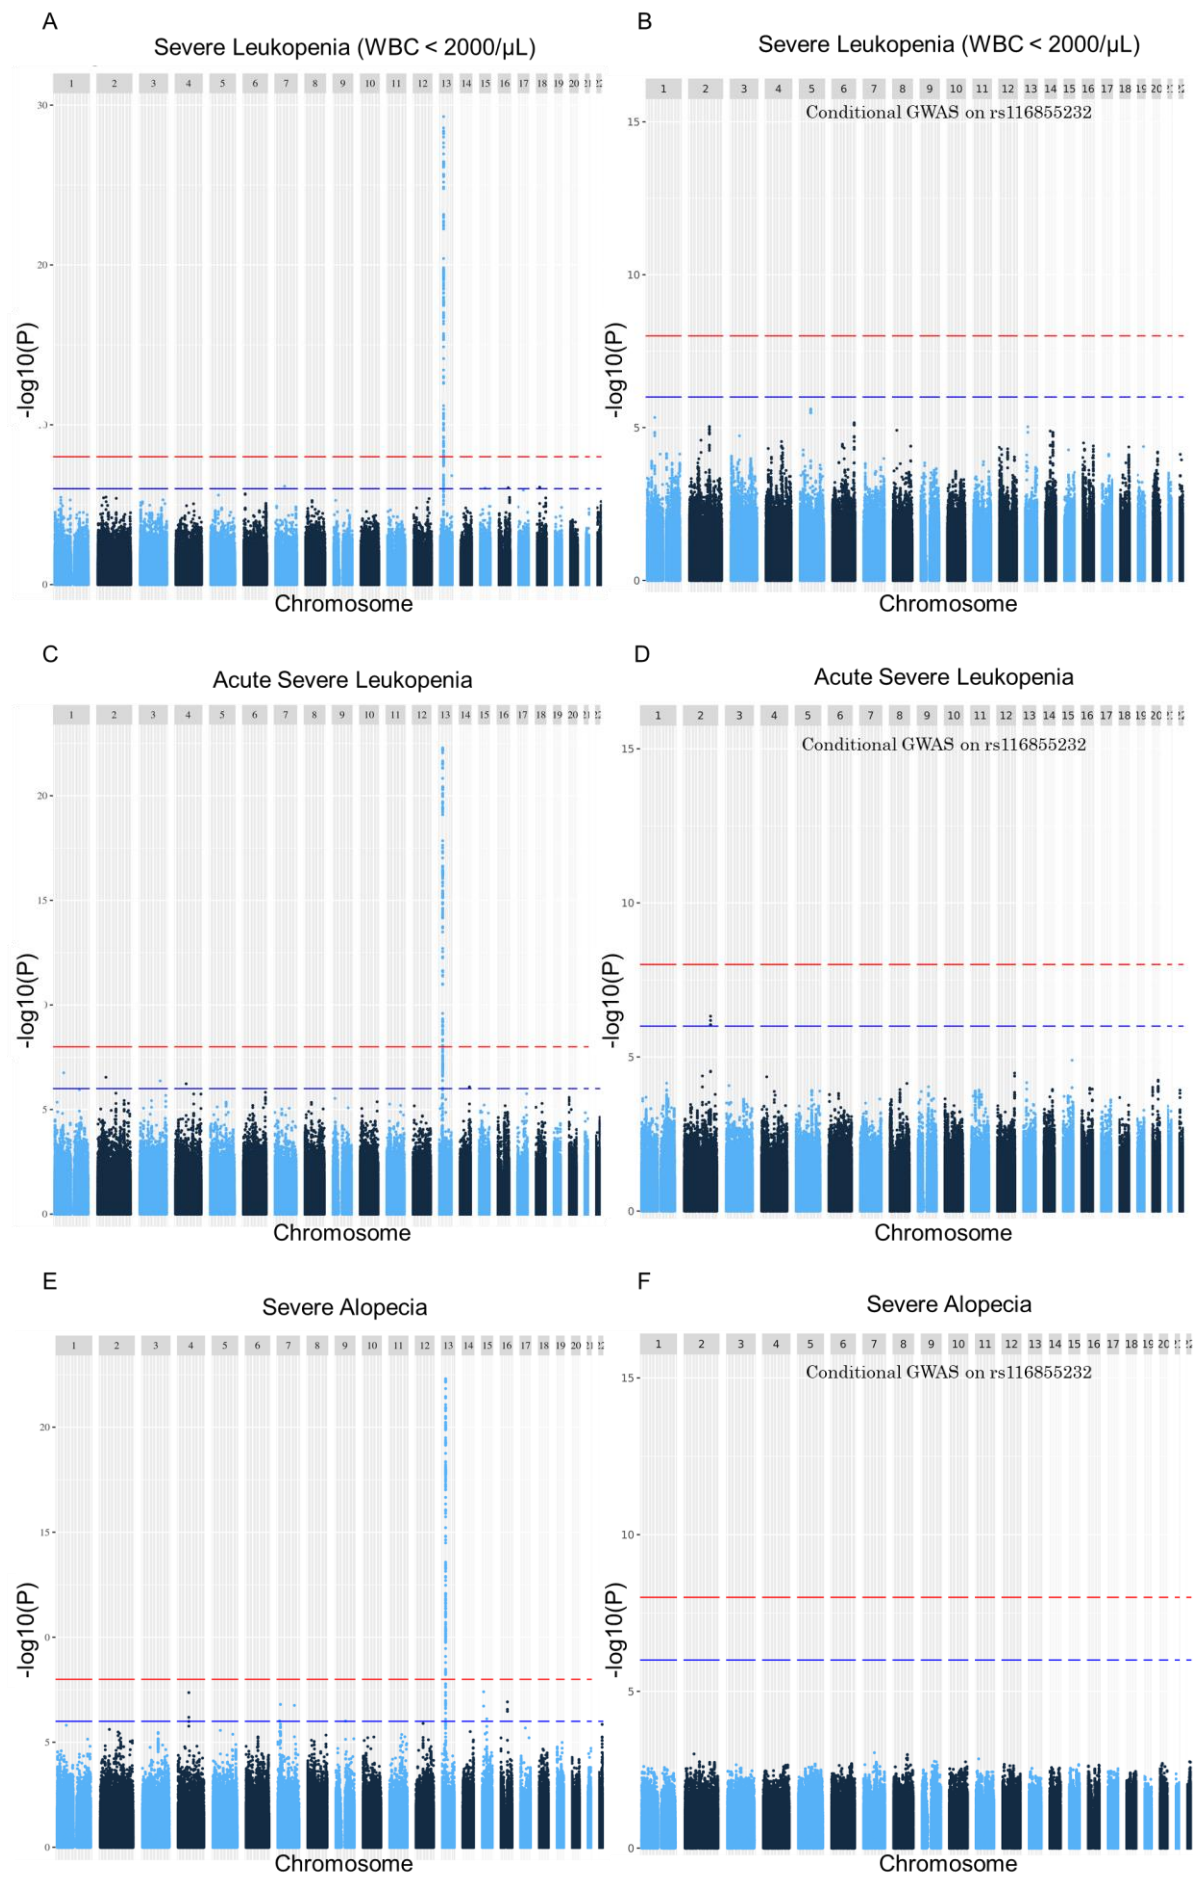 A
Severe Leukopenia (WBC < 2000/μL)
1 2 3 4 5 6 7 8 9 10 11 12 13 14 15 16 17 18 19 20
30
20
0
-log10(P)
Chromosome
B
Severe Leukopenia (WBC < 2000/μL)
1 2 3 4 5 6 7 8 9 10 11 12 13 14 15 16 17 18 19 20
Conditional GWAS on rs116855232
15
10
5
0
-log10(P)
Chromosome
C
Acute Severe Leukopenia
1 2 3 4 5 6 7 8 9 10 11 12 13 14 15 16 17 18 19 20
20
15
5
0
-log10(P)
Chromosome
D
Acute Severe Leukopenia
1 2 3 4 5 6 7 8 9 10 11 12 13 14 15 16 17 18 19 20
Conditional GWAS on rs116855232
15
10
5
0
-log10(P)
Chromosome
E
Severe Alopecia
1 2 3 4 5 6 7 8 9 10 11 12 13 14 15 16 17 18 19 20
20
15
0
5
0
-log10(P)
Chromosome
F
Severe Alopecia
1 2 3 4 5 6 7 8 9 10 11 12 13 14 15 16 17 18 19 20
Conditional GWAS on rs116855232
15
10
5
0
-log10(P)
Chromosome